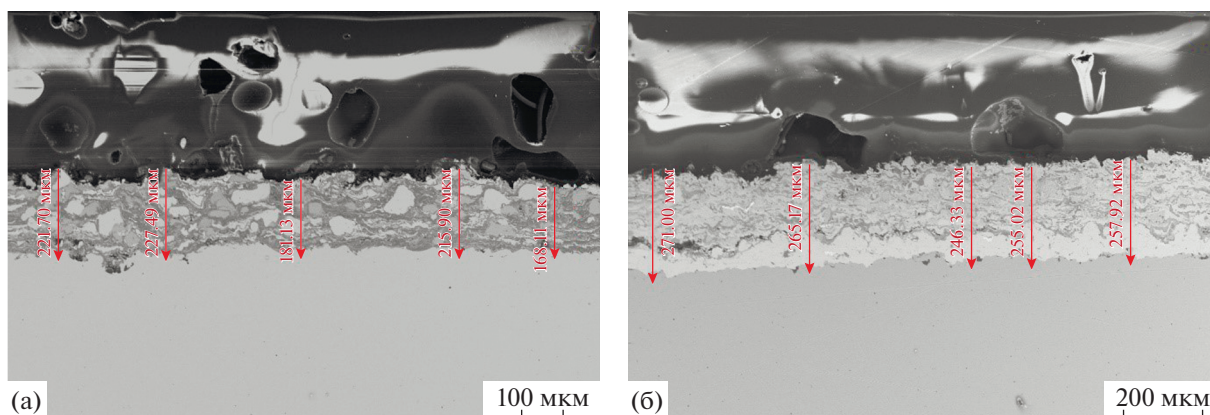 221.70 мкм
227.49 мкм
181.13 мкм
215.90 мкм
168.11 мкм
(а)
100 мкм
271.00 мкм
265.17 мкм
246.33 мкм
255.02 мкм
257.92 мкм
(б)
200 мкм